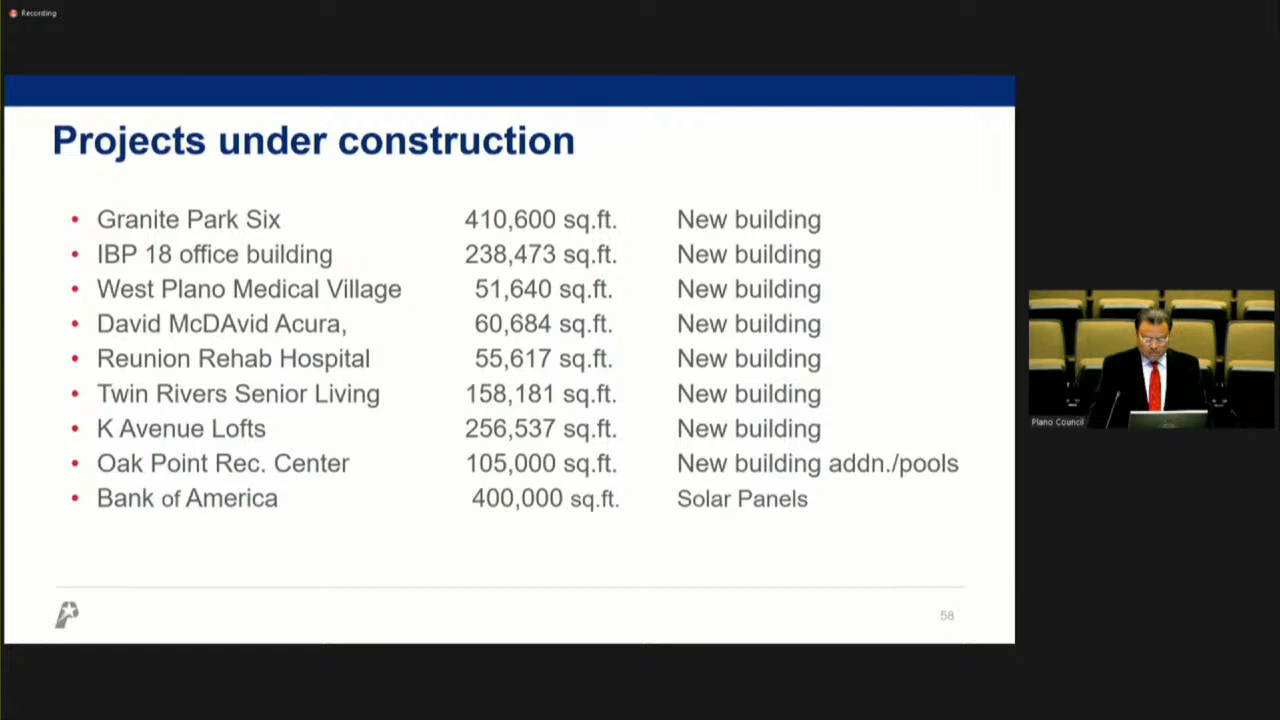 Recording
Projects under construction
• Granite Park Six 410,600 sq.ft. New building
• IBP 18 office building 238,473 sq.ft. New building
• West Plano Medical Village 51,640 sq.ft. New building
• David McDAvid Acura, 60,684 sq.ft. New building
• Reunion Rehab Hospital 55,617 sq.ft. New building
• Twin Rivers Senior Living 158,181 sq.ft. New building
• K Avenue Lofts 256,537 sq.ft. New building
• Oak Point Rec. Center 105,000 sq.ft. New building addn./pools
• Bank of America 400,000 sq.ft. Solar Panels
58
Plano Council